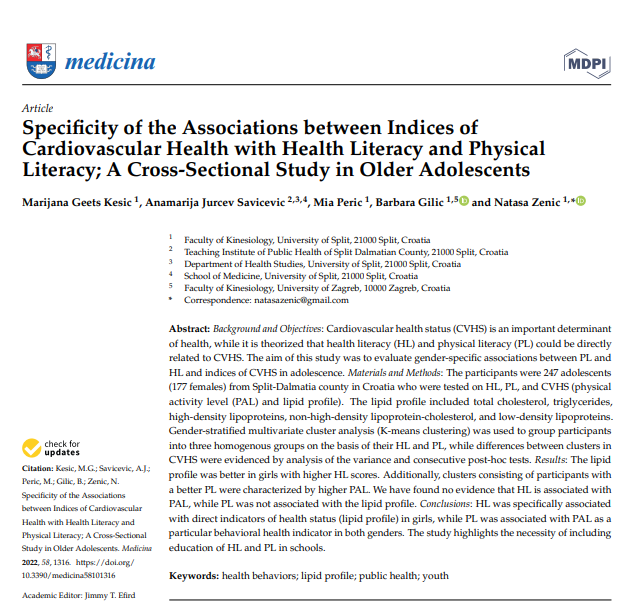 medicina
MDPI
Article
Specificity of the Associations between Indices of
Cardiovascular Health with Health Literacy and Physical
Literacy; A Cross-Sectional Study in Older Adolescents
Marijana Geets Kesic 1, Anamarija Jurcev Savicevic 2,3,4, Mia Peric 1, Barbara Gilic 1,5 and Natasa Zenic 1,*
1 Faculty of Kinesiology, University of Split, 21000 Split, Croatia
2 Teaching Institute of Public Health of Split Dalmatian County, 21000 Split, Croatia
3 Department of Health Studies, University of Split, 21000 Split, Croatia
4 School of Medicine, University of Split, 21000 Split, Croatia
5 Faculty of Kinesiology, University of Zagreb, 10000 Zagreb, Croatia
* Correspondence: natasazenic@gmail.com
Abstract: Background and Objectives: Cardiovascular health status (CVHS) is an important determinant
of health, while it is theorized that health literacy (HL) and physical literacy (PL) could be directly
related to CVHS. The aim of this study was to evaluate gender-specific associations between PL and
HL and indices of CVHS in adolescence. Materials and Methods: The participants were 247 adolescents
(177 females) from Split-Dalmatia county in Croatia who were tested on HL, PL, and CVHS (physical
activity level (PAL) and lipid profile). The lipid profile included total cholesterol, triglycerides,
high-density lipoproteins, non-high-density lipoprotein-cholesterol, and low-density lipoproteins.
Gender-stratified multivariate cluster analysis (K-means clustering) was used to group participants
into three homogenous groups on the basis of their HL and PL, while differences between clusters in
CVHS were evidenced by analysis of the variance and consecutive post-hoc tests. Results: The lipid
profile was better in girls with higher HL scores. Additionally, clusters consisting of participants with
a better PL were characterized by higher PAL. We have found no evidence that HL is associated with
PAL, while PL was not associated with the lipid profile. Conclusions: HL was specifically associated
with direct indicators of health status (lipid profile) in girls, while PL was associated with PAL as a
particular behavioral health indicator in both genders. The study highlights the necessity of including
education of HL and PL in schools.
Keywords: health behaviors; lipid profile; public health; youth
check for
updates
Citation: Kesic, M.G.; Savicevic, A.J.;
Peric, M.; Gilic, B.; Zenic, N.
Specificity of the Associations
between Indices of Cardiovascular
Health with Health Literacy and
Physical Literacy; A Cross-Sectional
Study in Older Adolescents. Medicina
2022, 58, 1316. https://doi.org/
10.3390/medicina58101316
Academic Editor: Jimmy T. Efird